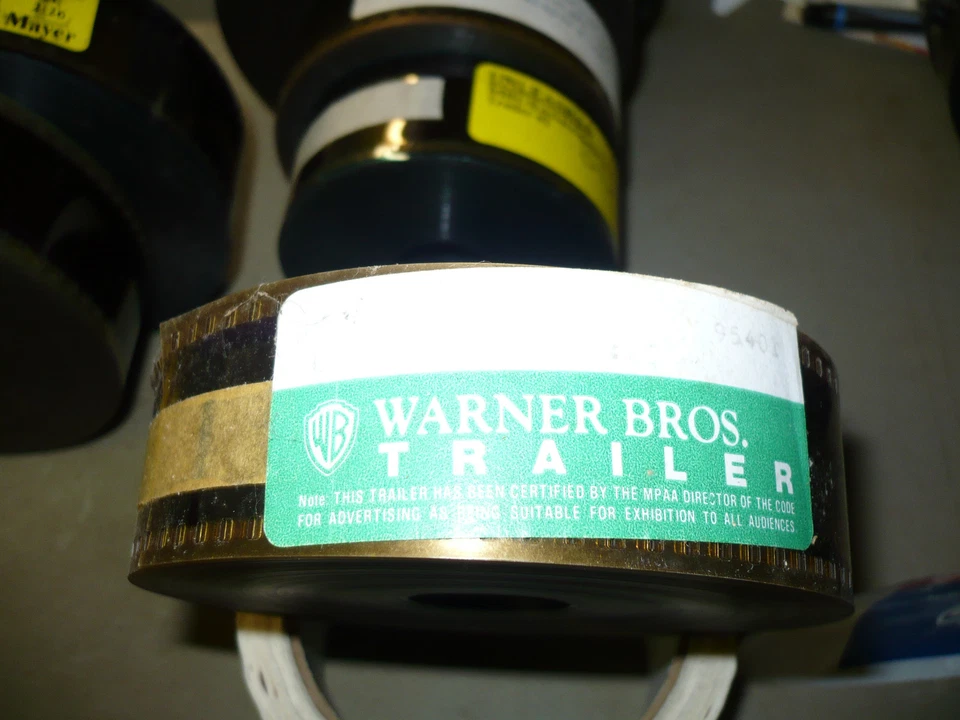 Mayer
95401
WB
WARNER BROS.
TRAILER
Note: THIS TRAILER HAS BEEN CERTIFIED BY THE MPAA DIRECTOR OF THE CODE
FOR ADVERTISING AS BEING SUITABLE FOR EXHIBITION TO ALL AUDIENCES